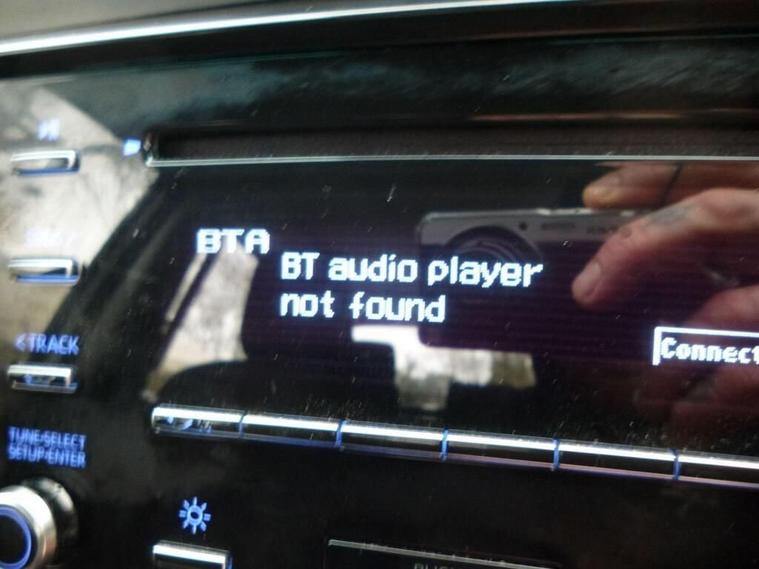 BTA
BT audio player
not found
Connect
<TRACK
TUNE•SELECT
SETUP•ENTER